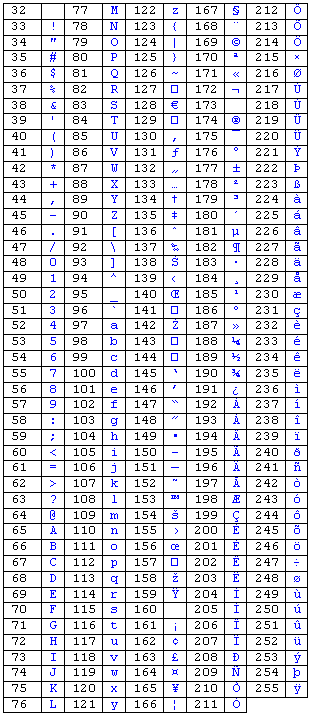 32 77 M 122 z 167 § 212 Ô
33 ! 78 N 123 { 168 ¨ 213 Õ
34 " 79 O 124 | 169 © 214 Ö
35 # 80 P 125 } 170 ª 215 ×
36 $ 81 Q 126 ~ 171 « 216 Ø
37 % 82 R 127 □ 172 ¬ 217 Ù
38 & 83 S 128 € 173 218 Ú
39 ' 84 T 129 □ 174 ® 219 Û
40 ( 85 U 130 ‚ 175 ¯ 220 Ü
41 ) 86 V 131 ƒ 176 ° 221 Ý
42 * 87 W 132 „ 177 ± 222 Þ
43 + 88 X 133 … 178 ² 223 ß
44 , 89 Y 134 † 179 ³ 224 à
45 - 90 Z 135 ‡ 180 ´ 225 á
46 . 91 [ 136 ˆ 181 µ 226 â
47 / 92 \ 137 ‰ 182 ¶ 227 ã
48 0 93 ] 138 Š 183 · 228 ä
49 1 94 ^ 139 ‹ 184 ¸ 229 å
50 2 95 _ 140 Œ 185 ¹ 230 æ
51 3 96 ` 141 □ 186 º 231 ç
52 4 97 a 142 Ž 187 » 232 è
53 5 98 b 143 □ 188 ¼ 233 é
54 6 99 c 144 □ 189 ½ 234 ê
55 7 100 d 145 ‘ 190 ¾ 235 ë
56 8 101 e 146 ’ 191 ¿ 236 ì
57 9 102 f 147 “ 192 À 237 í
58 : 103 g 148 ” 193 Á 238 î
59 ; 104 h 149 • 194 Â 239 ï
60 < 105 i 150 – 195 Ã 240 ð
61 = 106 j 151 — 196 Ä 241 ñ
62 > 107 k 152 ˜ 197 Å 242 ò
63 ? 108 l 153 ™ 198 Æ 243 ó
64 @ 109 m 154 š 199 Ç 244 ô
65 A 110 n 155 › 200 È 245 õ
66 B 111 o 156 œ 201 É 246 ö
67 C 112 p 157 □ 202 Ê 247 ÷
68 D 113 q 158 ž 203 Ë 248 ø
69 E 114 r 159 Ÿ 204 Ì 249 ù
70 F 115 s 160 205 Í 250 ú
71 G 116 t 161 ¡ 206 Î 251 û
72 H 117 u 162 ¢ 207 Ï 252 ü
73 I 118 v 163 £ 208 Ð 253 ý
74 J 119 w 164 ¤ 209 Ñ 254 þ
75 K 120 x 165 ¥ 210 Ò 255 ÿ
76 L 121 y 166 ¦ 211 Ó